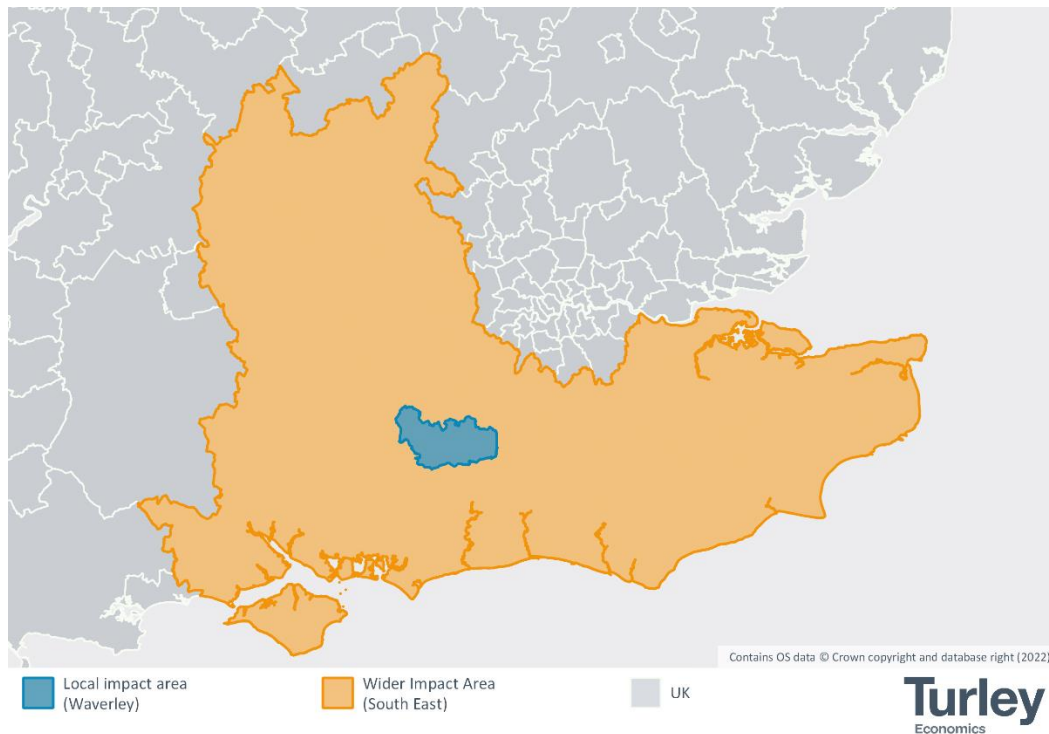 Contains OS data © Crown copyright and database right (2022)
Local impact area
(Waverley)
Wider Impact Area
(South East)
UK
Turley
Economics